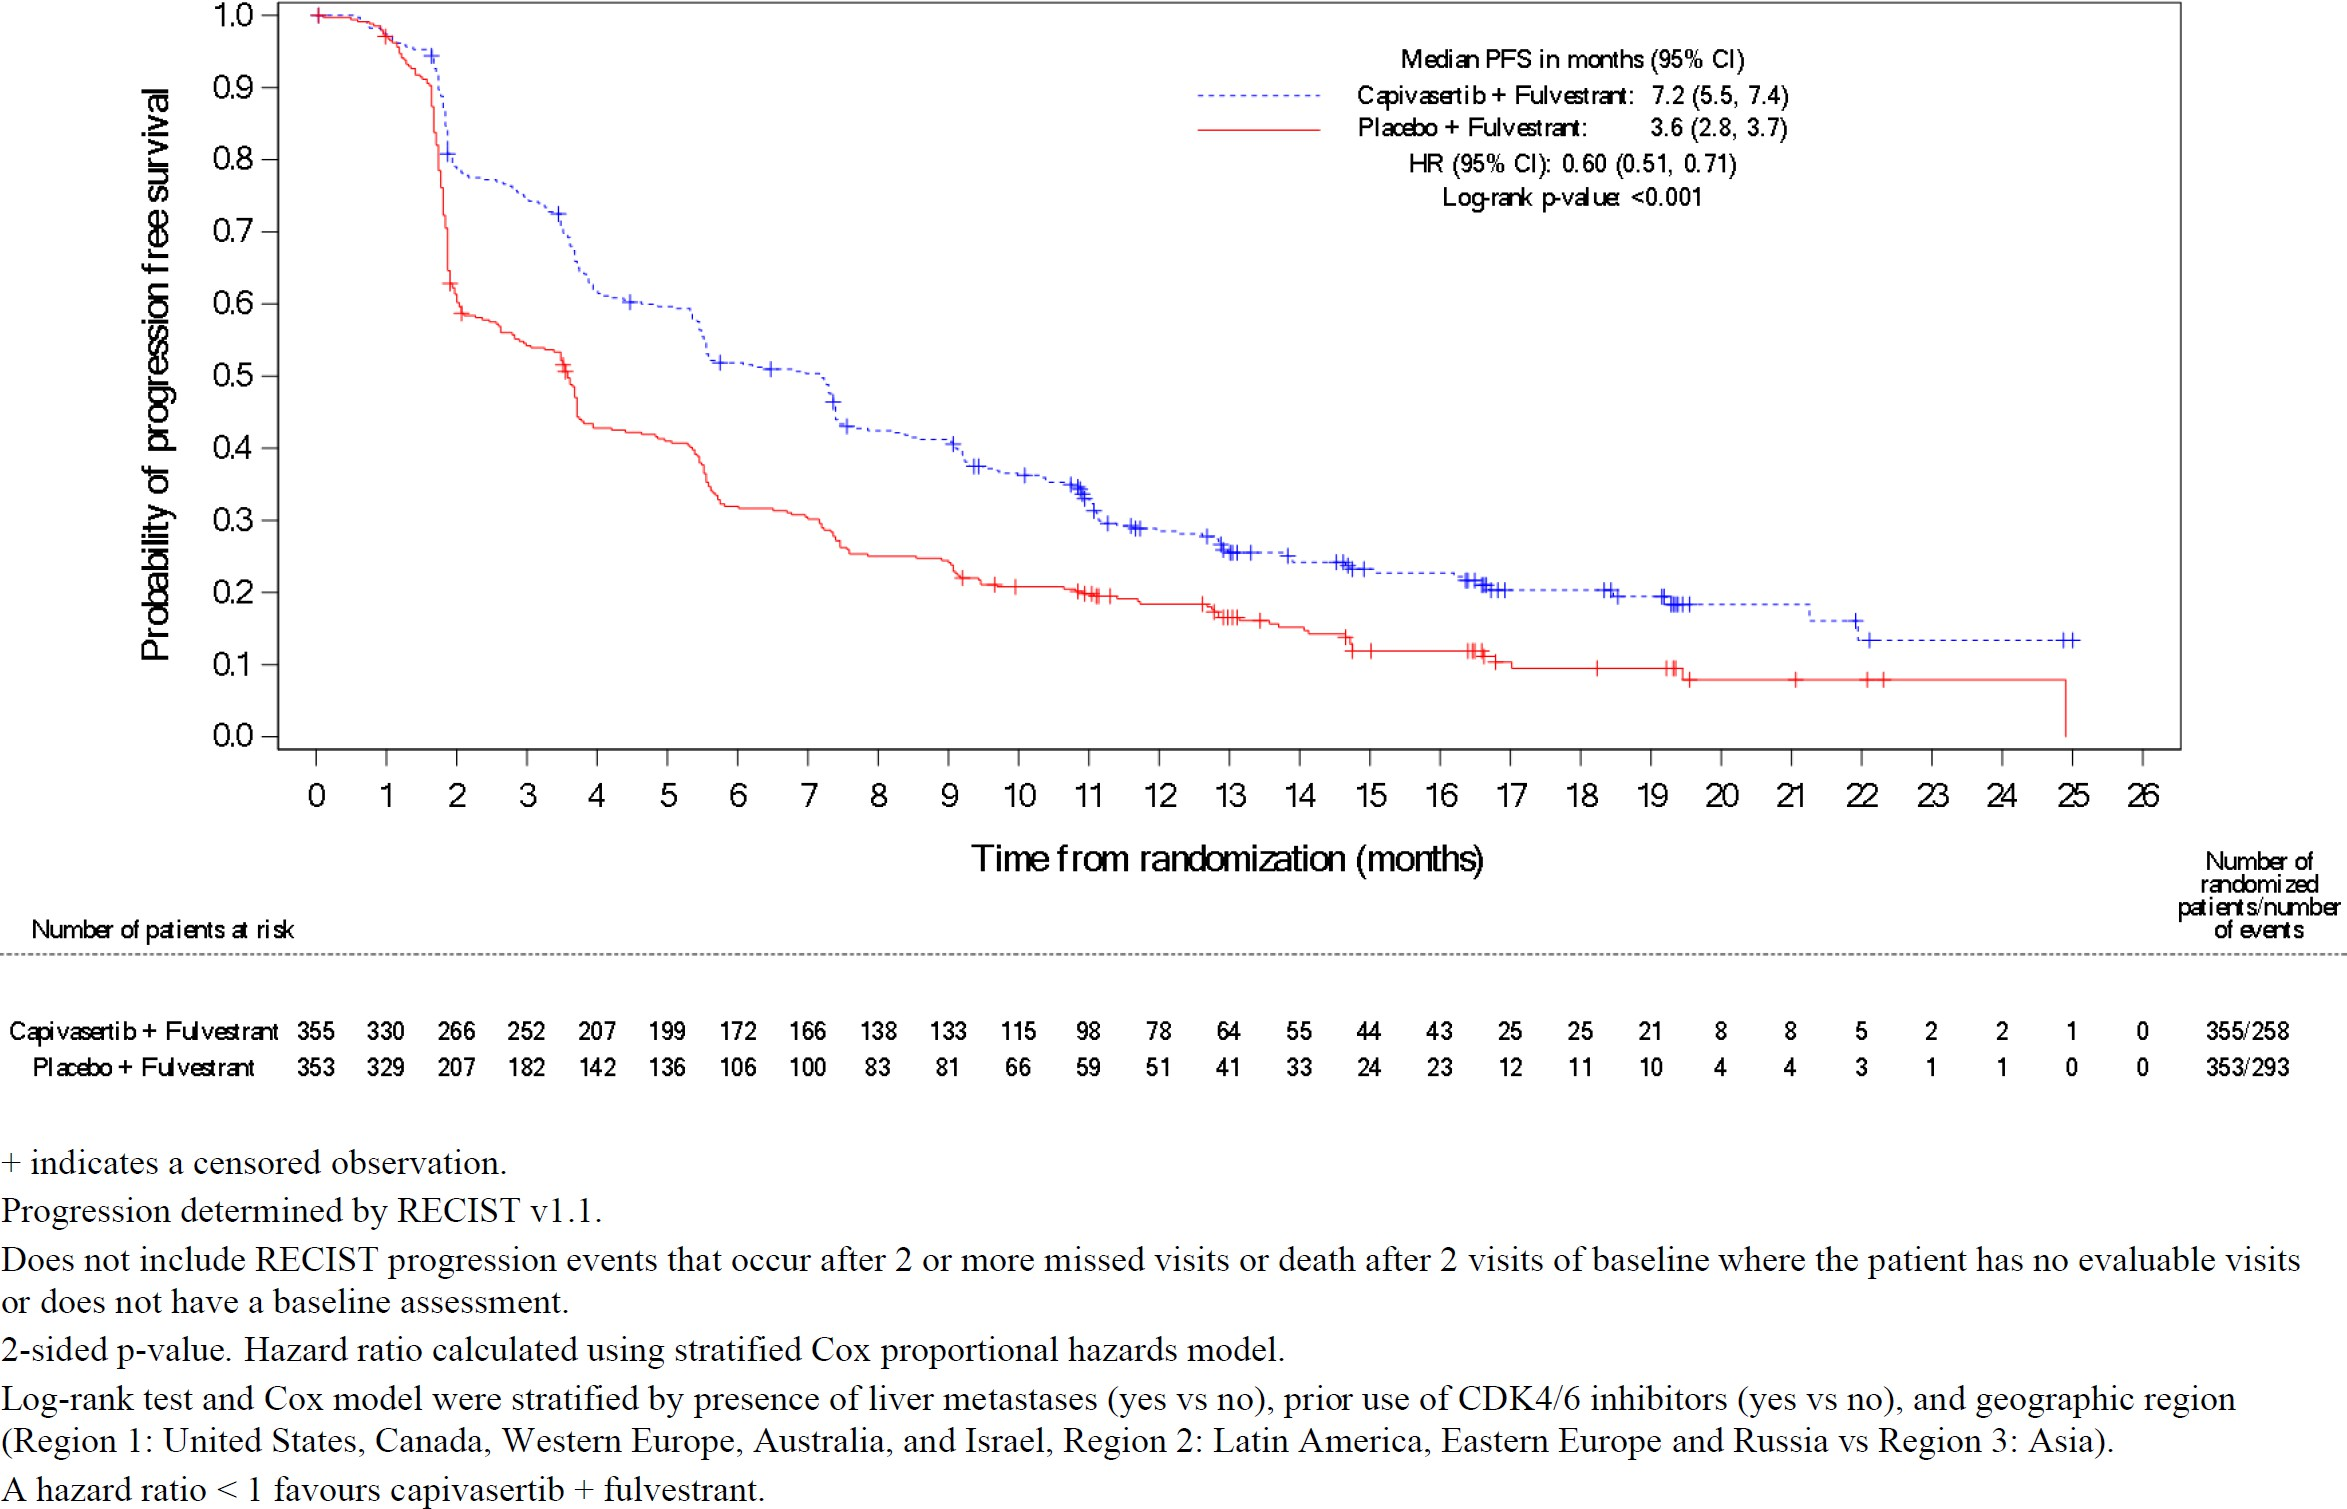 Probability of progression free survival
1.0
0.9
0.8
0.7
0.6
0.5
0.4
0.3
0.2
0.1
0.0
Median PFS in months (95% CI)
Capivasertib + Fulvestrant: 7.2 (5.5, 7.4)
Placebo + Fulvestrant: 3.6 (2.8, 3.7)
HR (95% CI): 0.60 (0.51, 0.71)
Log-rank p-value: <0.001
0 1 2 3 4 5 6 7 8 9 10 11 12 13 14 15 16 17 18 19 20 21 22 23 24 25 26
Time from randomization (months)
Number of
randomized
patients/number
of events
Number of patients at risk
Capivasertib + Fulvestrant 355 330 266 252 207 199 172 166 138 133 115 98 78 64 55 44 43 25 25 21 8 8 5 2 2 1 0 355/258
Placebo + Fulvestrant 353 329 207 182 142 136 106 100 83 81 66 59 51 41 33 24 23 12 11 10 4 4 3 1 1 0 0 353/293
+ indicates a censored observation.
Progression determined by RECIST v1.1.
Does not include RECIST progression events that occur after 2 or more missed visits or death after 2 visits of baseline where the patient has no evaluable visits
or does not have a baseline assessment.
2-sided p-value. Hazard ratio calculated using stratified Cox proportional hazards model.
Log-rank test and Cox model were stratified by presence of liver metastases (yes vs no), prior use of CDK4/6 inhibitors (yes vs no), and geographic region
(Region 1: United States, Canada, Western Europe, Australia, and Israel, Region 2: Latin America, Eastern Europe and Russia vs Region 3: Asia).
A hazard ratio < 1 favours capivasertib + fulvestrant.